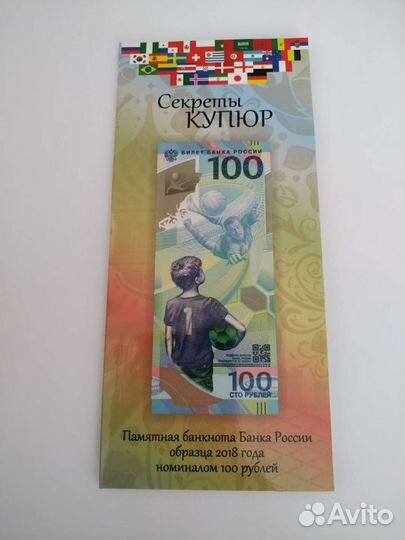 Секреты
КУПЮР
БИЛЕТ БАНКА РОССИИ
100
100
СТО РУБЛЕЙ
1
Памятная банкнота Банка России
образца 2018 года
номиналом 100 рублей
Avito